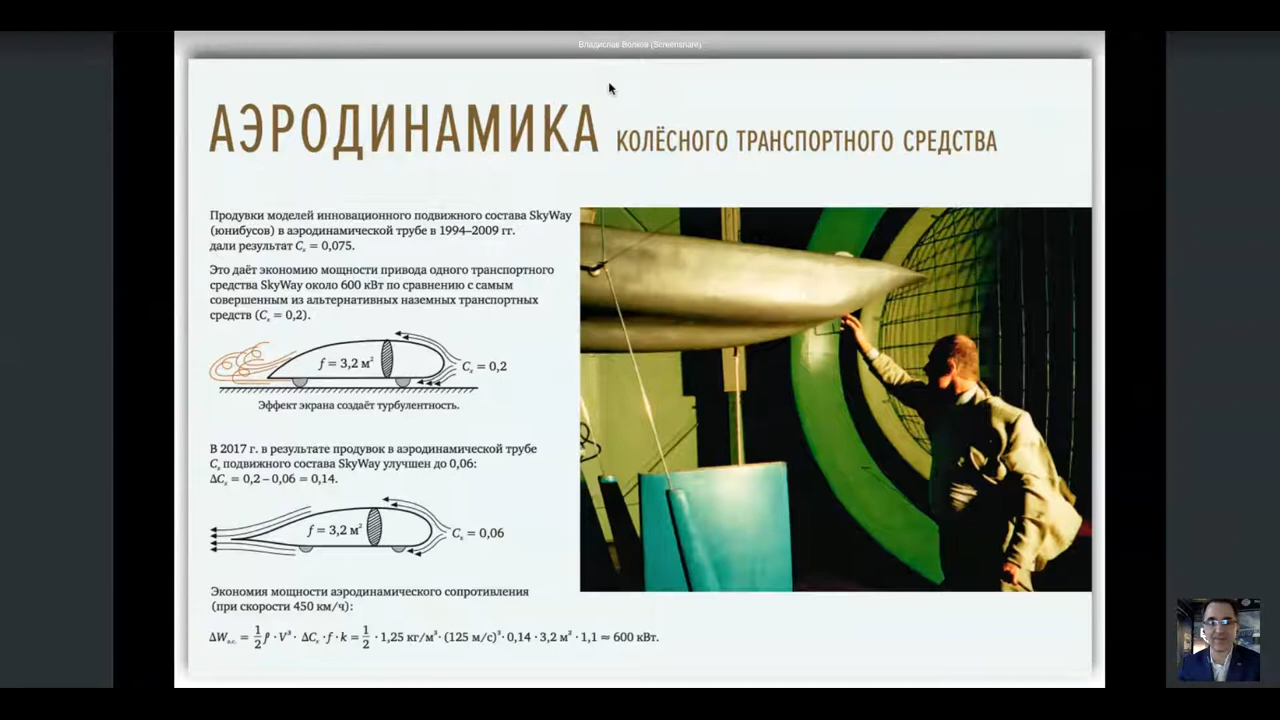 Владислав Волков (Screenshare)
АЭРОДИНАМИКА КОЛЁСНОГО ТРАНСПОРТНОГО СРЕДСТВА
Продувки моделей инновационного подвижного состава SkyWay
(юнибусов) в аэродинамической трубе в 1994–2009 гг.
дали результат Cₓ = 0,075.
Это даёт экономию мощности привода одного транспортного
средства SkyWay около 600 кВт по сравнению с самым
совершенным из альтернативных наземных транспортных
средств (Cₓ = 0,2).
f = 3,2 м²
Cₓ = 0,2
Эффект экрана создаёт турбулентность.
В 2017 г. в результате продувок в аэродинамической трубе
Cₓ подвижного состава SkyWay улучшен до 0,06:
ΔCₓ = 0,2 – 0,06 = 0,14.
f = 3,2 м²
Cₓ = 0,06
Экономия мощности аэродинамического сопротивления
(при скорости 450 км/ч):
ΔWₐ.c. = 1/2 ρ · V³ · ΔCₓ · f · k = 1/2 · 1,25 кг/м³ · (125 м/с)³ · 0,14 · 3,2 м² · 1,1 ≈ 600 кВт.